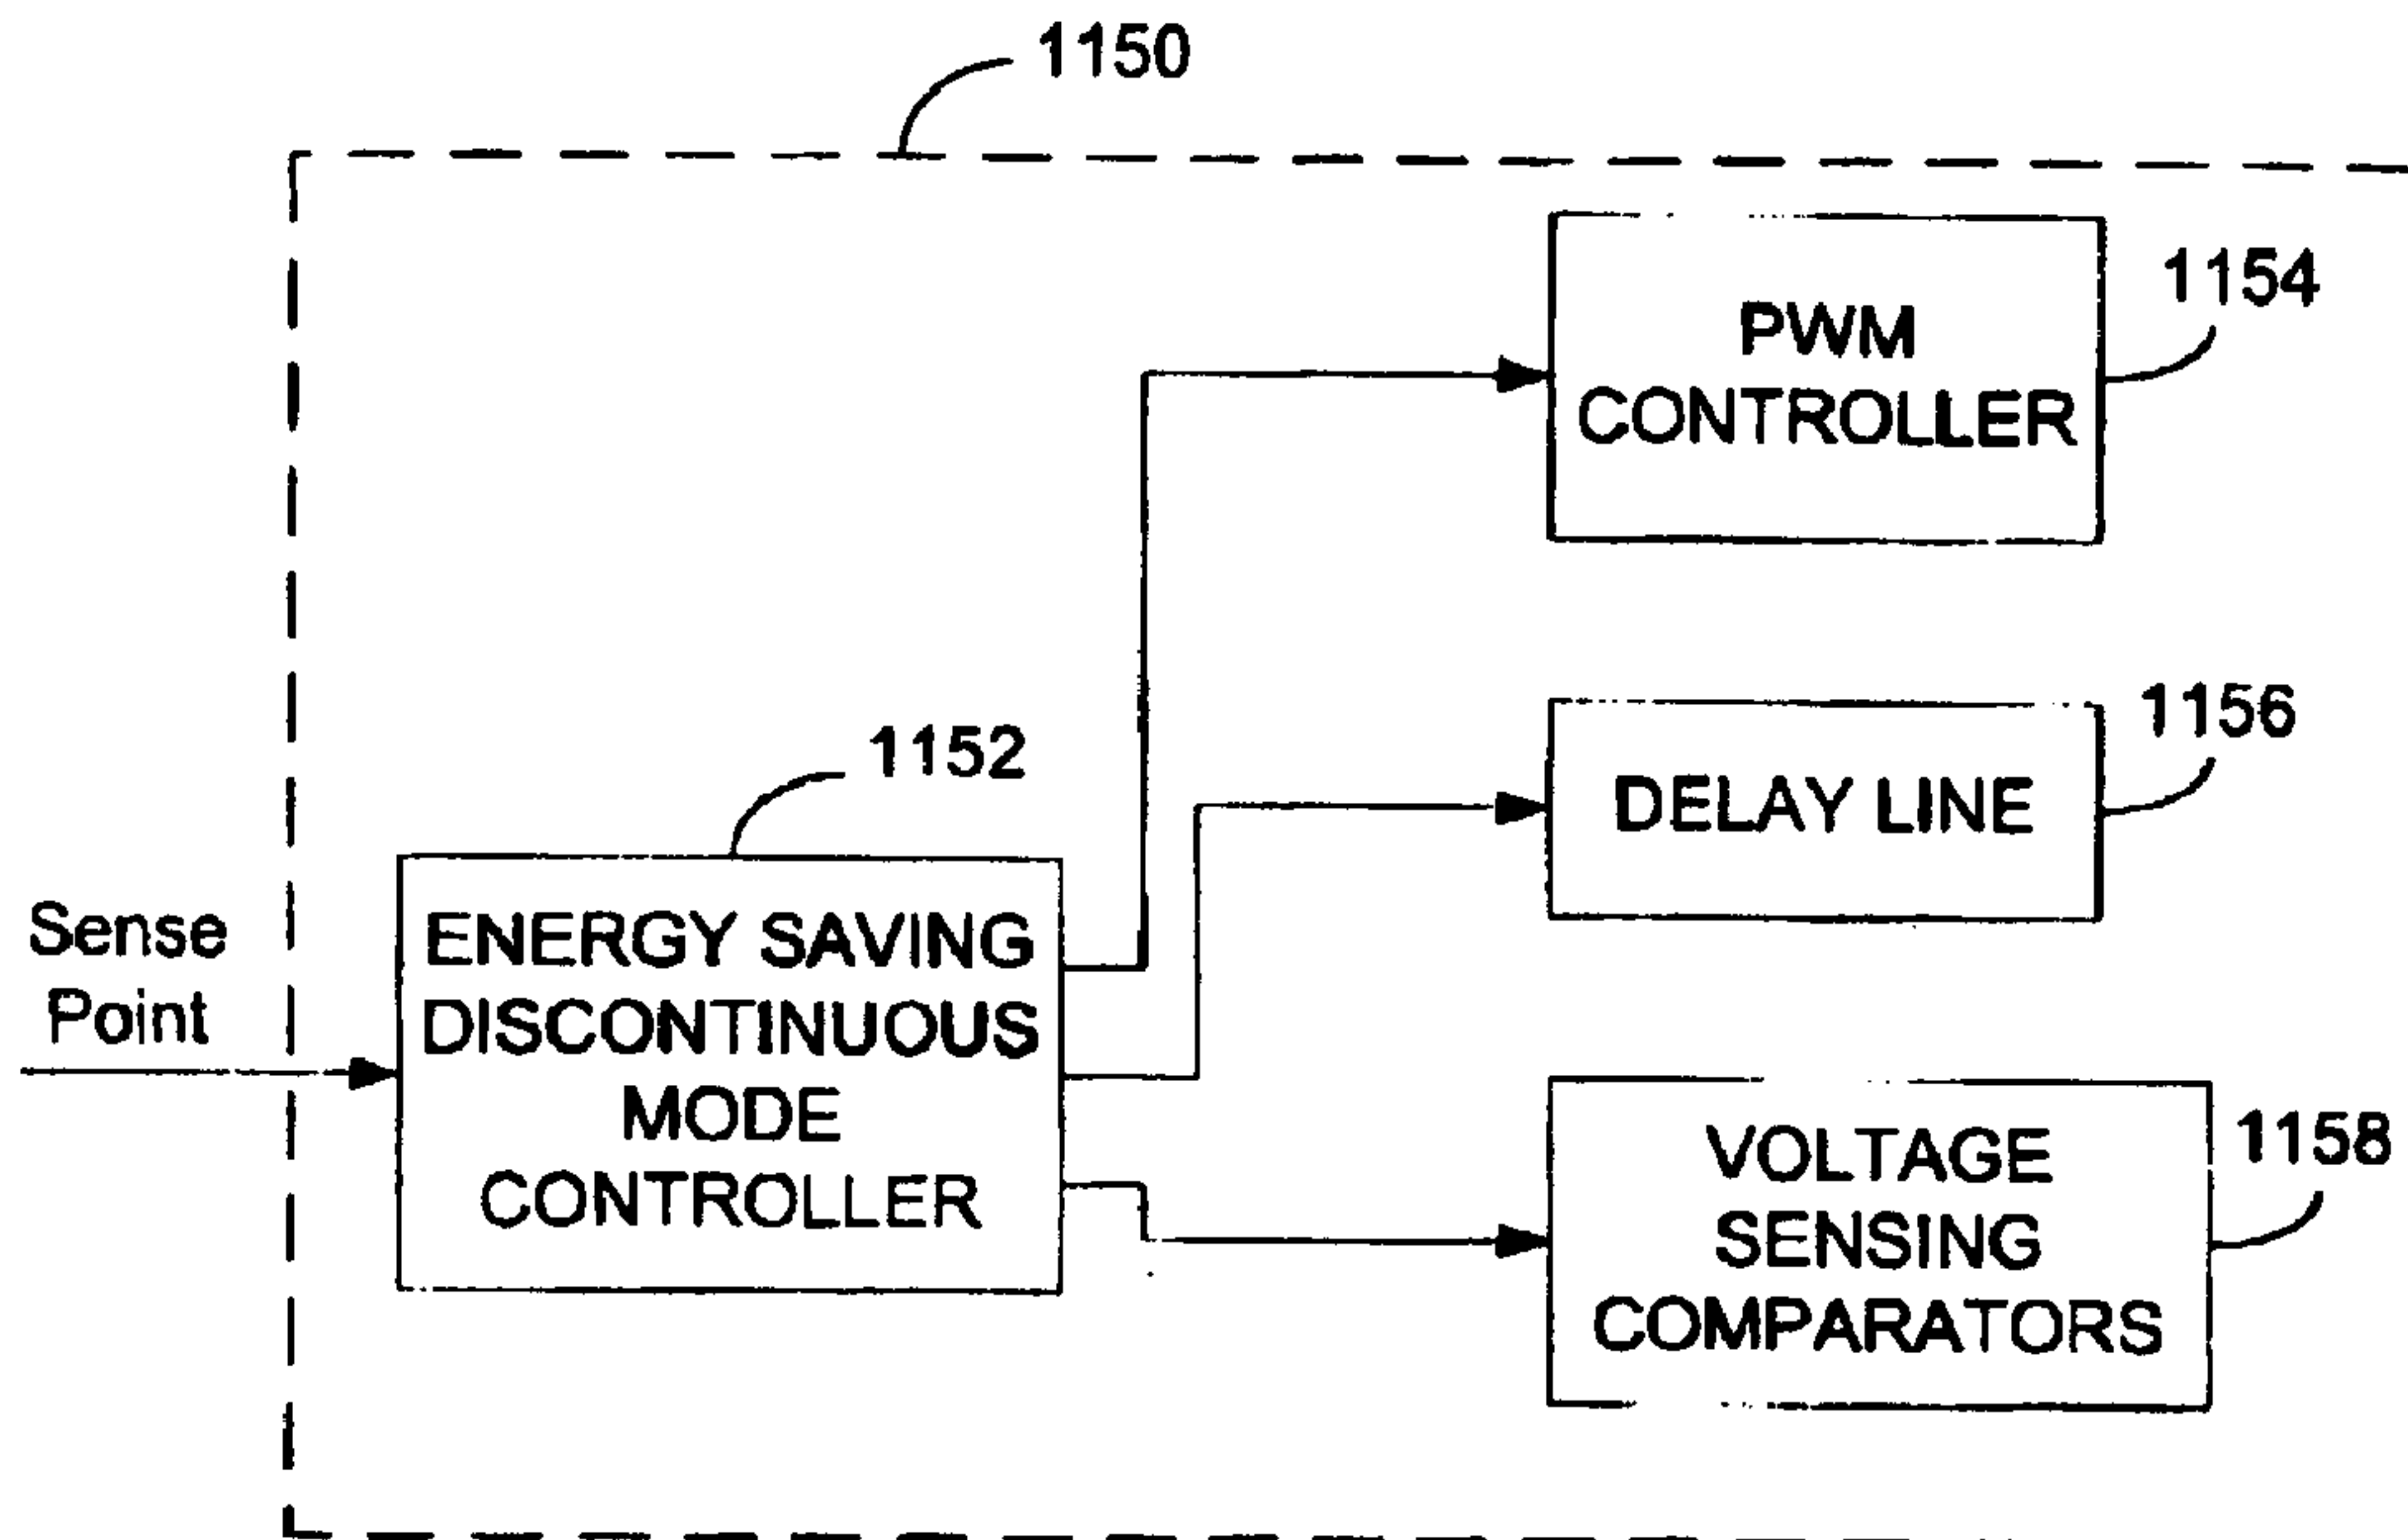 1150
PWM
CONTROLLER
1154
DELAY LINE
1156
1152
Sense
Point
ENERGY SAVING
DISCONTINUOUS
MODE
CONTROLLER
VOLTAGE
SENSING
COMPARATORS
1158